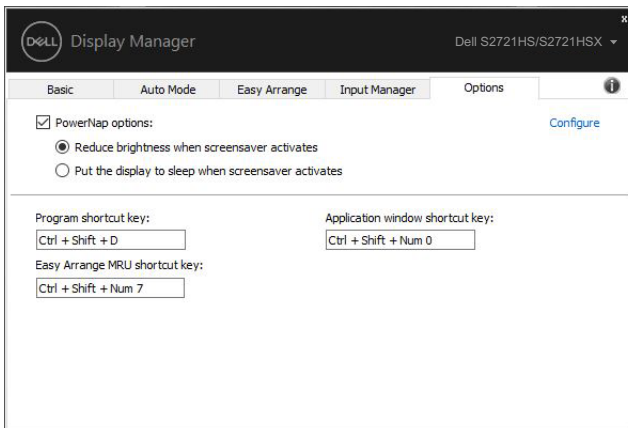 x
DELL Display Manager
Dell S2721HS/S2721HSX
Basic Auto Mode Easy Arrange Input Manager Options i
PowerNap options: Configure
Reduce brightness when screensaver activates
Put the display to sleep when screensaver activates
Program shortcut key: Application window shortcut key:
Ctrl + Shift + D Ctrl + Shift + Num 0
Easy Arrange MRU shortcut key:
Ctrl + Shift + Num 7